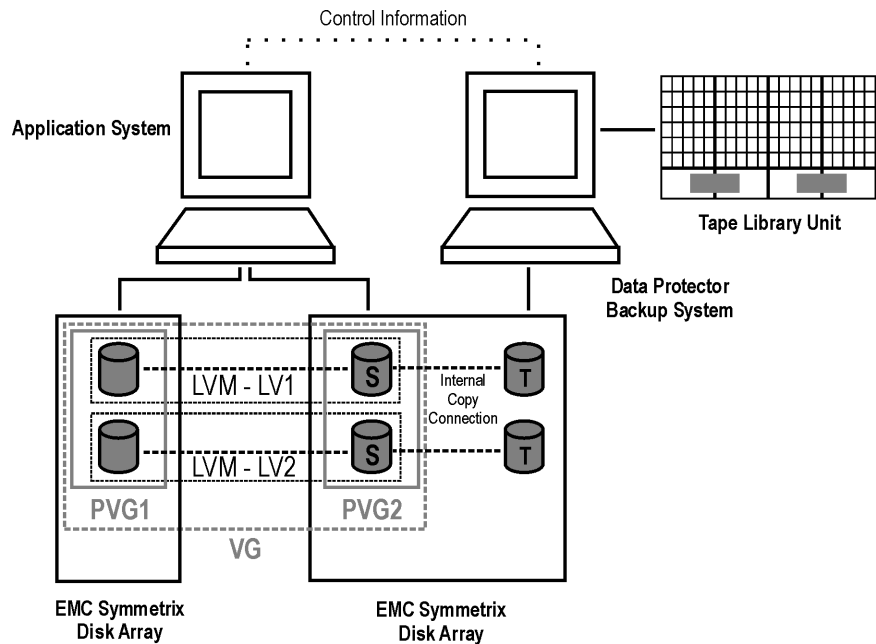 Control Information
Application System
Tape Library Unit
Data Protector
Backup System
S
T
LVM - LV1
Internal
Copy
Connection
S
T
LVM - LV2
PVG1
PVG2
VG
EMC Symmetrix
Disk Array
EMC Symmetrix
Disk Array